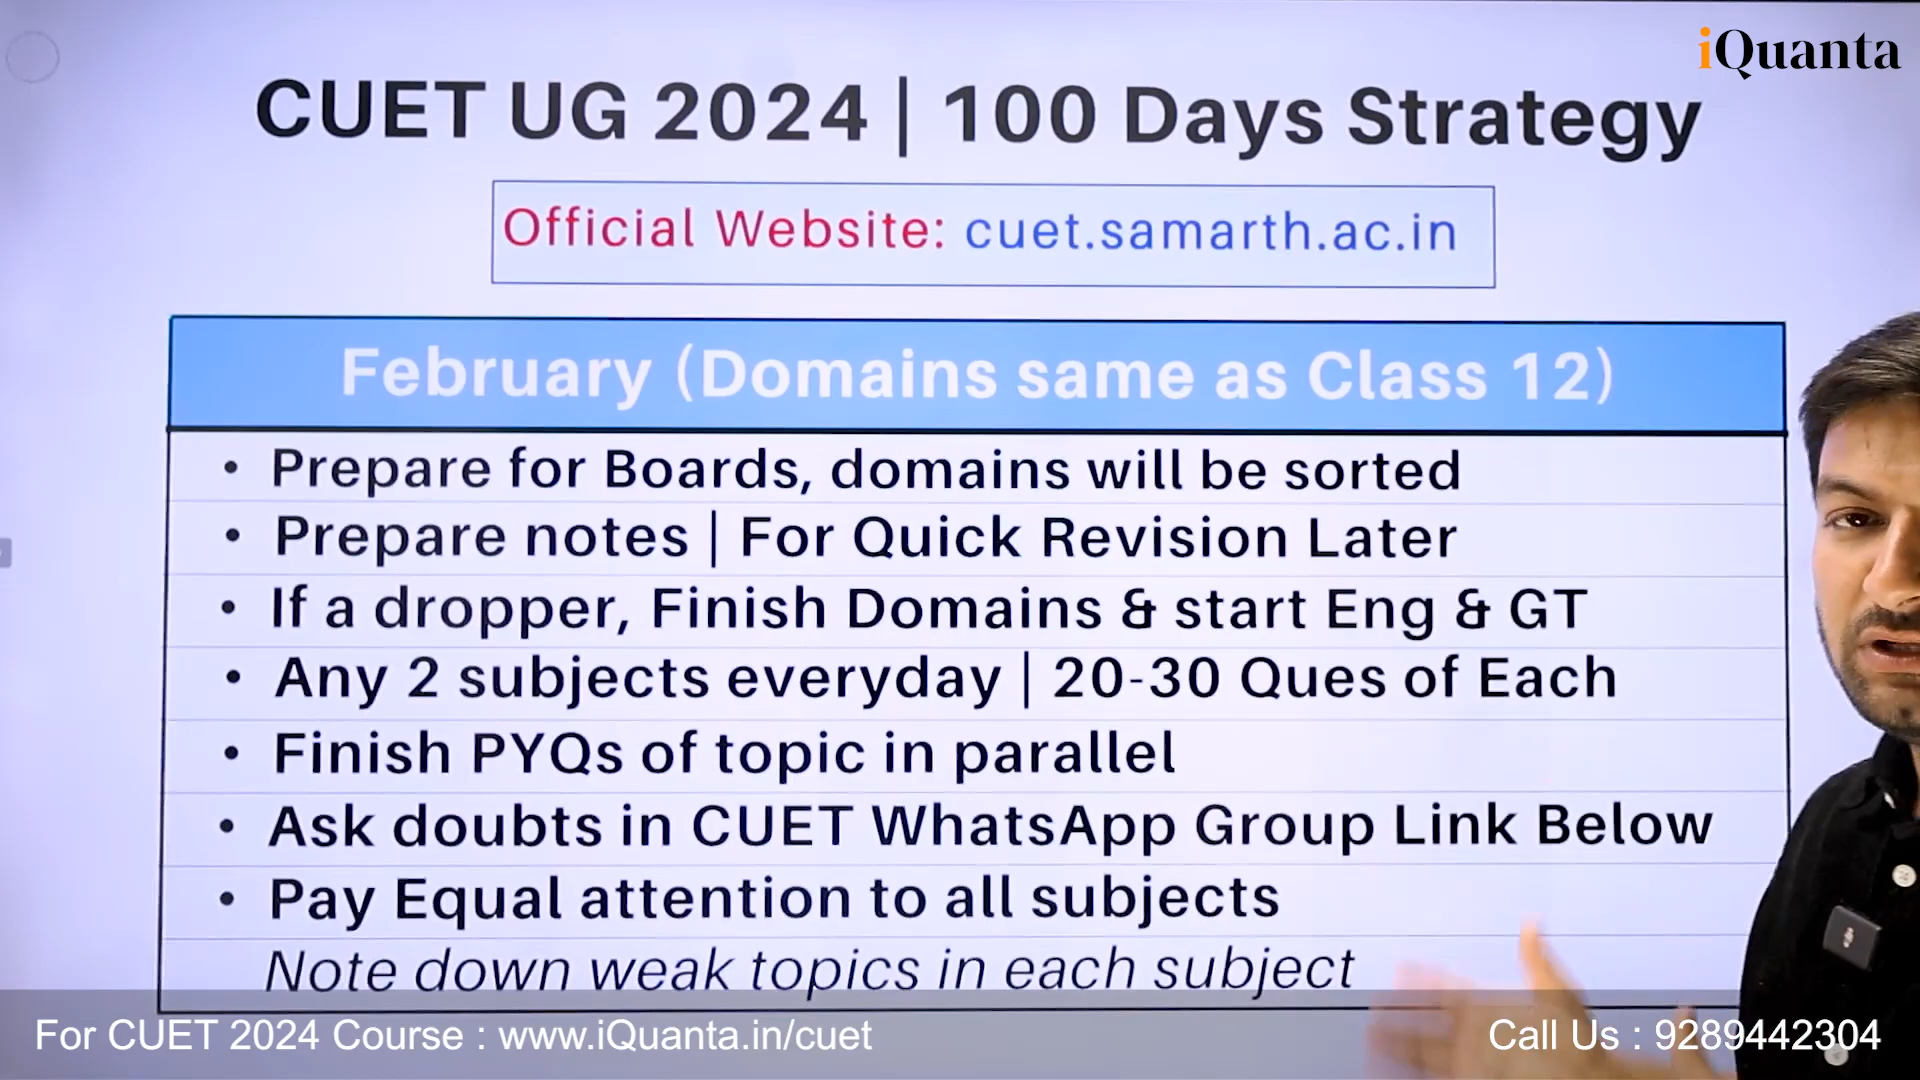 iQuanta
CUET UG 2024 | 100 Days Strategy
Official Website: cuet.samarth.ac.in
February (Domains same as Class 12)
• Prepare for Boards, domains will be sorted
• Prepare notes | For Quick Revision Later
• If a dropper, Finish Domains & start Eng & GT
• Any 2 subjects everyday | 20-30 Ques of Each
• Finish PYQs of topic in parallel
• Ask doubts in CUET WhatsApp Group Link Below
• Pay Equal attention to all subjects
Note down weak topics in each subject
For CUET 2024 Course : www.iQuanta.in/cuet
Call Us : 9289442304